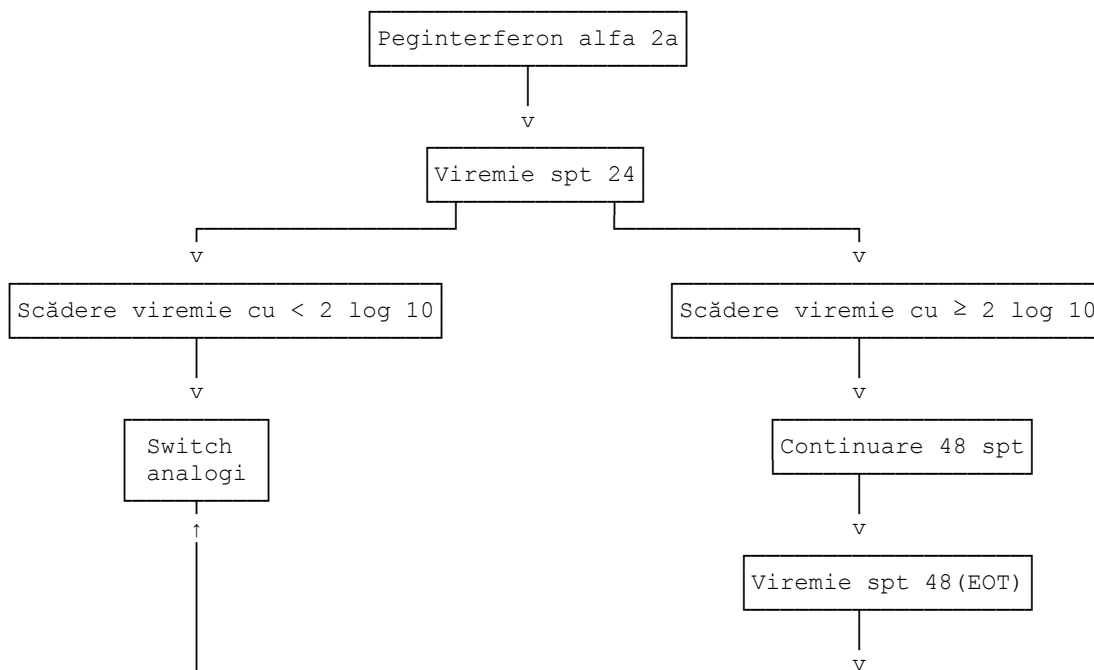 Peginterferon alfa 2a
v
Viremie spt 24
v v
Scădere viremie cu < 2 log 10 Scădere viremie cu ≥ 2 log 10
v v
Switch
analogi
Continuare 48 spt
↑ v
Viremie spt 48(EOT)
v